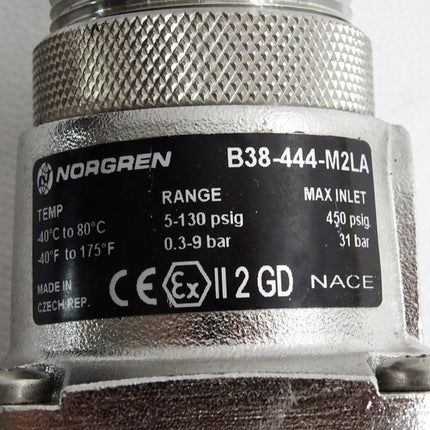 NORGREN B38-444-M2LA
TEMP RANGE MAX INLET
-40°C to 80°C 5-130 psig 450 psig
-40°F to 175°F 0.3-9 bar 31 bar
MADE IN
CZECH REP. CE Ex II 2 GD NACE